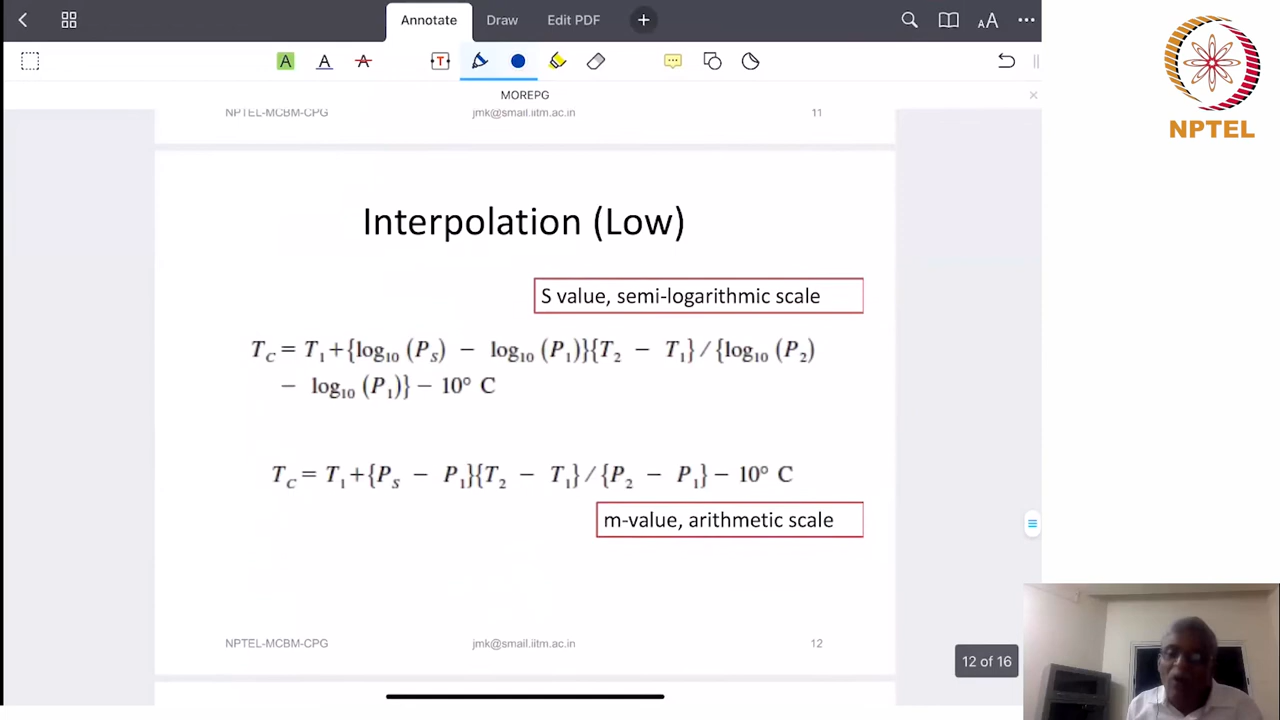 Annotate Draw Edit PDF
A A A T AA
MOREPG
NPTEL
NPTEL-MCBM-CPG jmk@smail.iitm.ac.in 11
Interpolation (Low)
S value, semi-logarithmic scale
T_C = T_1 + {log_10 (P_S) − log_10 (P_1)}{T_2 − T_1} / {log_10 (P_2)
− log_10 (P_1)} − 10° C
T_C = T_1 + {P_S − P_1}{T_2 − T_1} / {P_2 − P_1} − 10° C
m-value, arithmetic scale
NPTEL-MCBM-CPG jmk@smail.iitm.ac.in 12
12 of 16